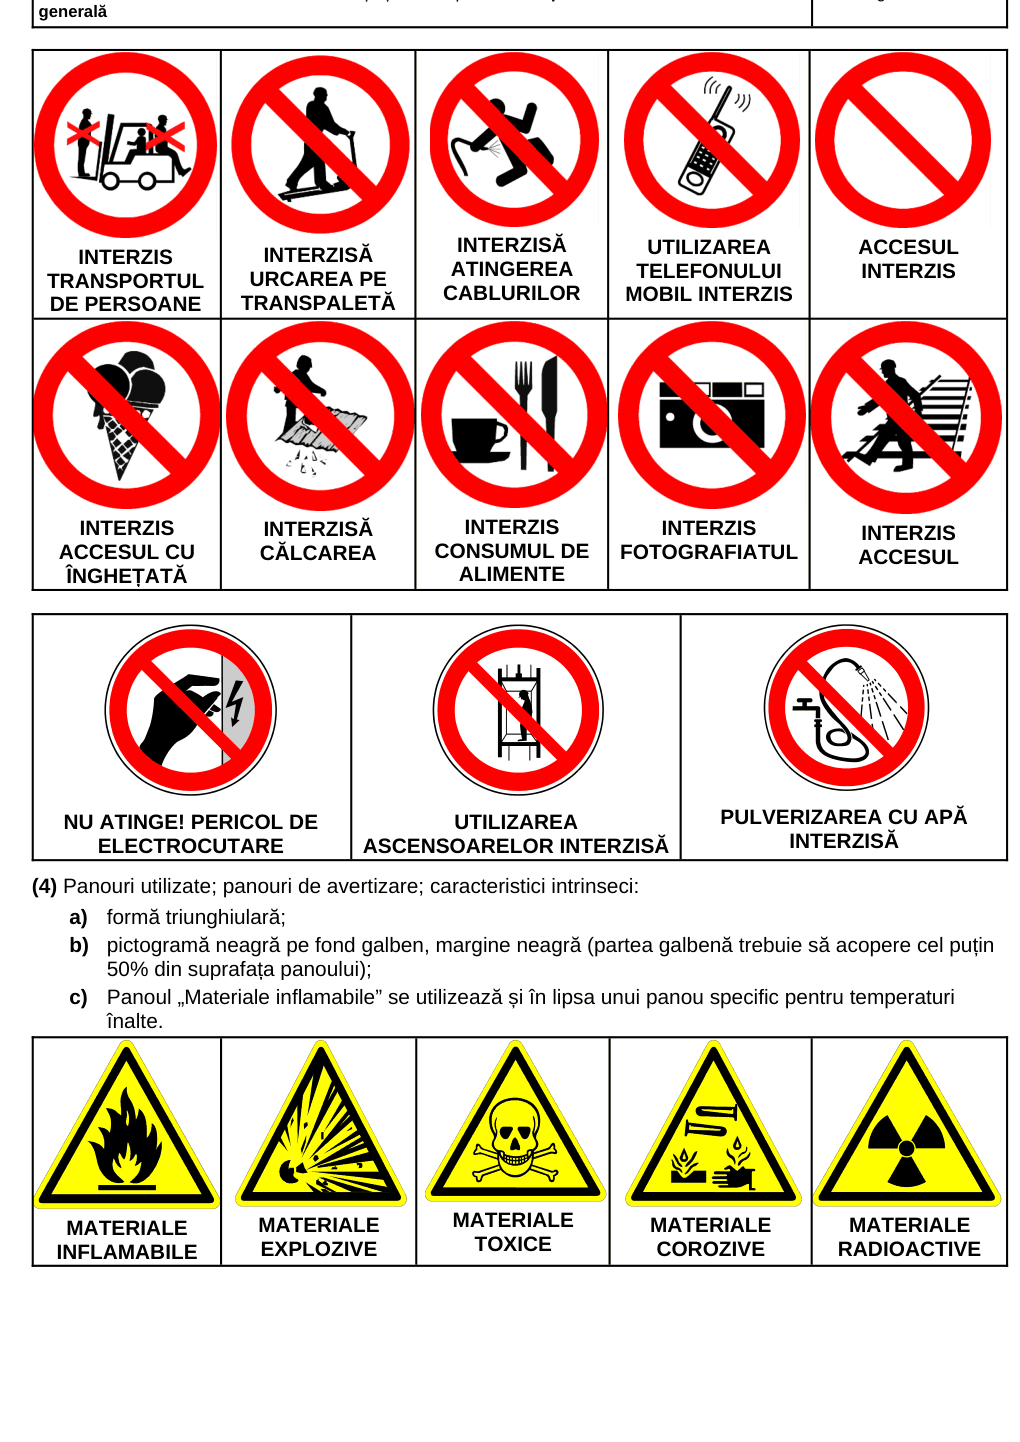 generală
INTERZIS
TRANSPORTUL
DE PERSOANE
INTERZISĂ
URCAREA PE
TRANSPALETĂ
INTERZISĂ
ATINGEREA
CABLURILOR
UTILIZAREA
TELEFONULUI
MOBIL INTERZIS
ACCESUL
INTERZIS
INTERZIS
ACCESUL CU
ÎNGHEȚATĂ
INTERZISĂ
CĂLCAREA
INTERZIS
CONSUMUL DE
ALIMENTE
INTERZIS
FOTOGRAFIATUL
INTERZIS
ACCESUL
NU ATINGE! PERICOL DE
ELECTROCUTARE
UTILIZAREA
ASCENSOARELOR INTERZISĂ
PULVERIZAREA CU APĂ
INTERZISĂ
(4) Panouri utilizate; panouri de avertizare; caracteristici intrinseci:
a) formă triunghiulară;
b) pictogramă neagră pe fond galben, margine neagră (partea galbenă trebuie să acopere cel puțin
50% din suprafața panoului);
c) Panoul „Materiale inflamabile” se utilizează și în lipsa unui panou specific pentru temperaturi
înalte.
MATERIALE
INFLAMABILE
MATERIALE
EXPLOZIVE
MATERIALE
TOXICE
MATERIALE
COROZIVE
MATERIALE
RADIOACTIVE